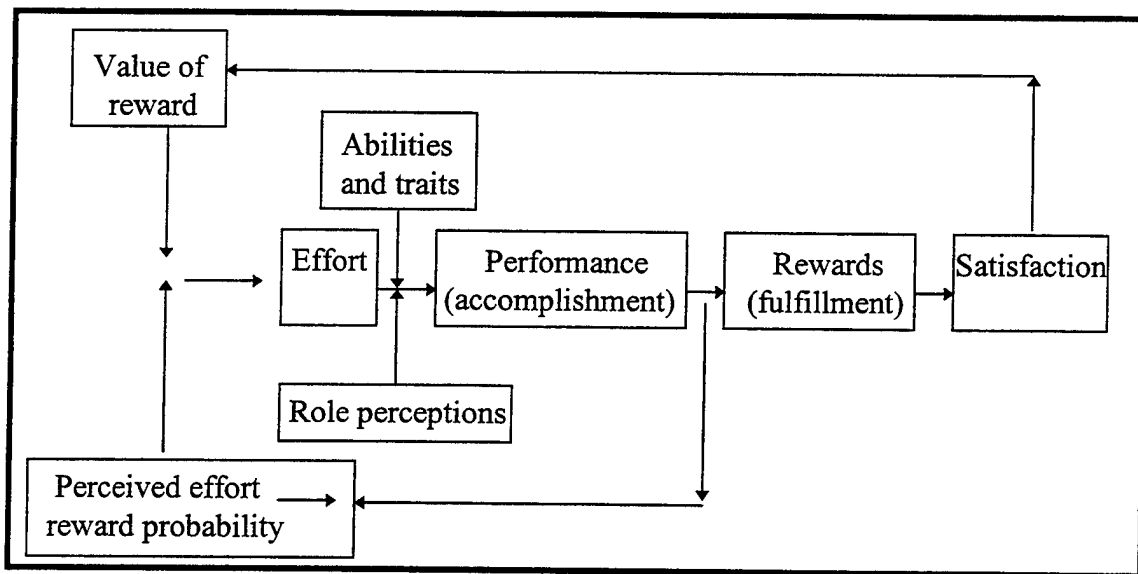 Value of
reward
Abilities
and traits
Effort
Performance
(accomplishment)
Rewards
(fulfillment)
Satisfaction
Role perceptions
Perceived effort
reward probability